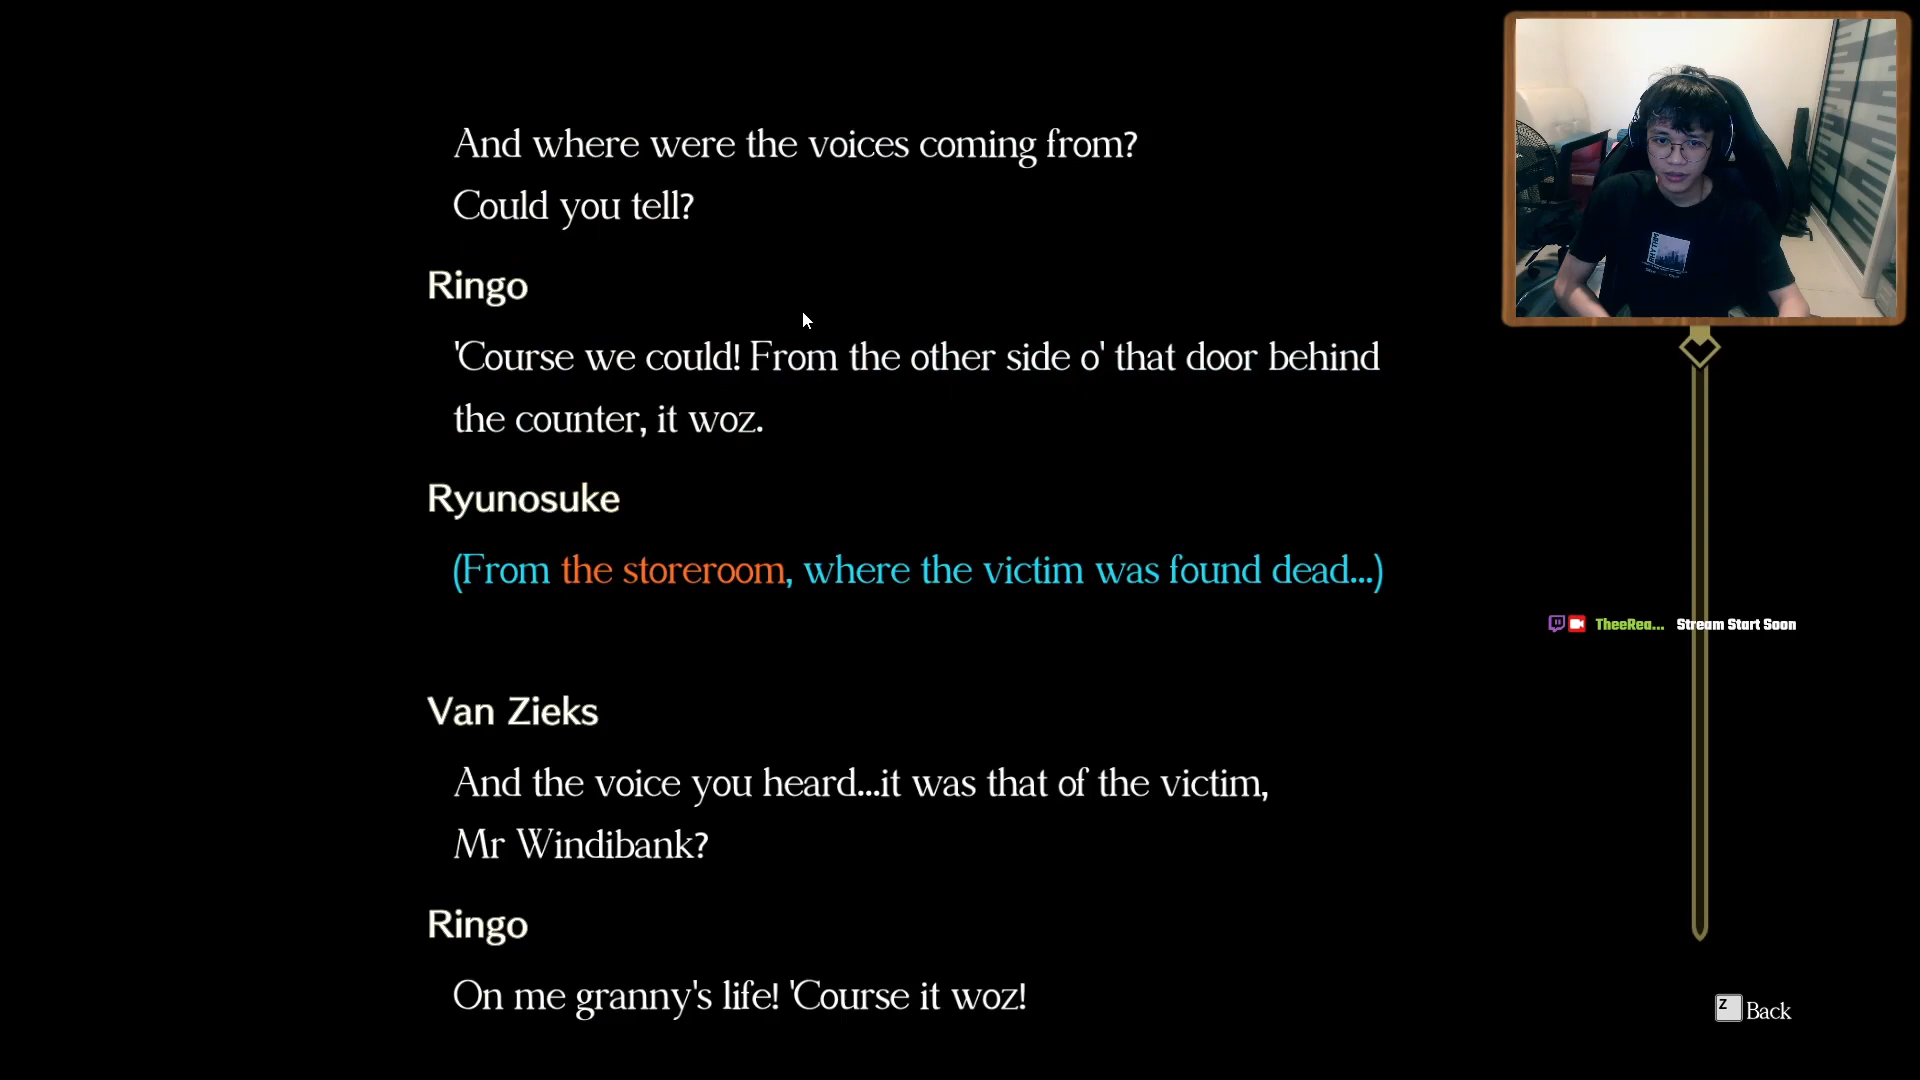 And where were the voices coming from?
Could you tell?
Ringo
'Course we could! From the other side o' that door behind
the counter, it woz.
Ryunosuke
(From the storeroom, where the victim was found dead...)
Van Zieks
And the voice you heard...it was that of the victim,
Mr Windibank?
Ringo
On me granny's life! 'Course it woz!
TheeRea... Stream Start Soon
Z Back